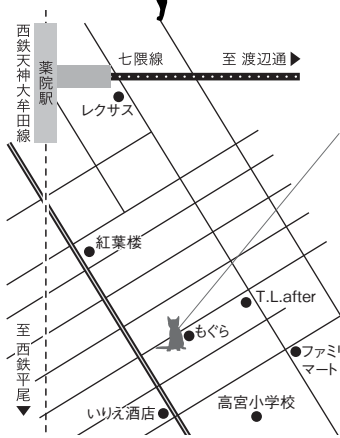 西鉄天神大牟田線
薬院駅
七隈線
至 渡辺通▶
レクサス
紅葉楼
T.L.after
もぐら
ファミリ
マート
高宮小学校
いりえ酒店
至 西鉄平尾▼